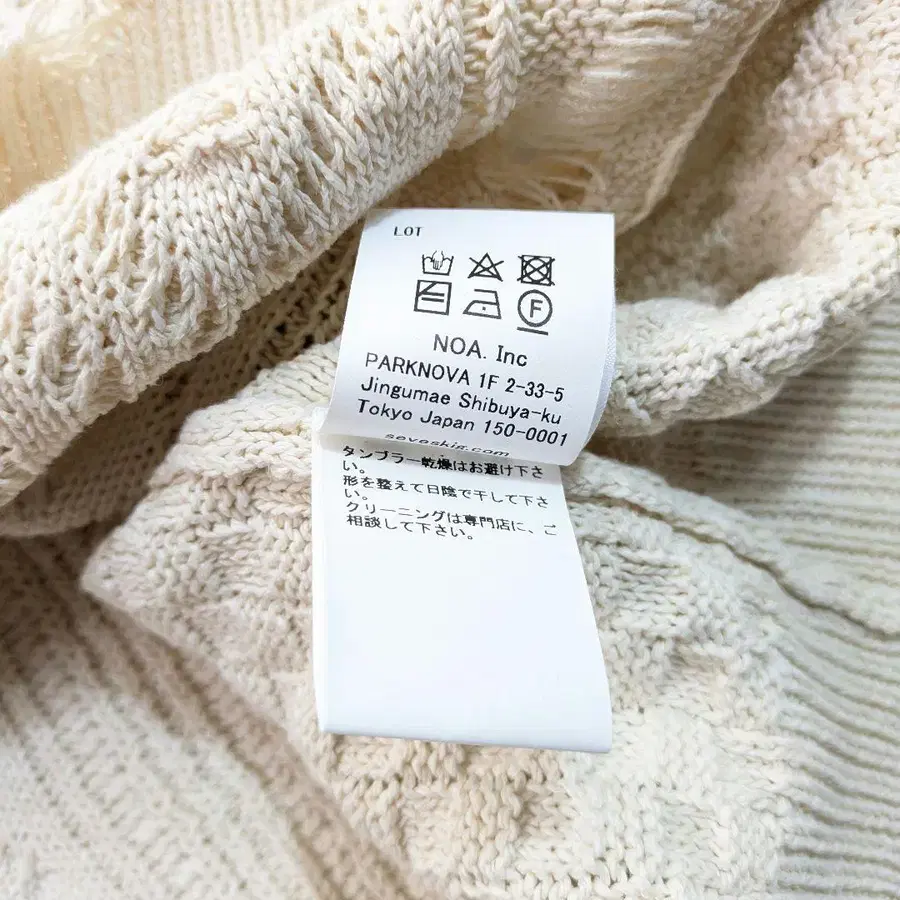 LOT
F
NOA. Inc
PARKNOVA 1F 2-33-5
Jingumae Shibuya-ku
Tokyo Japan 150-0001
seveskig.com
タンブラー乾燥はお避け下さ
い。
形を整えて日陰で干して下さ
い。
クリーニングは専門店に、ご
相談して下さい。